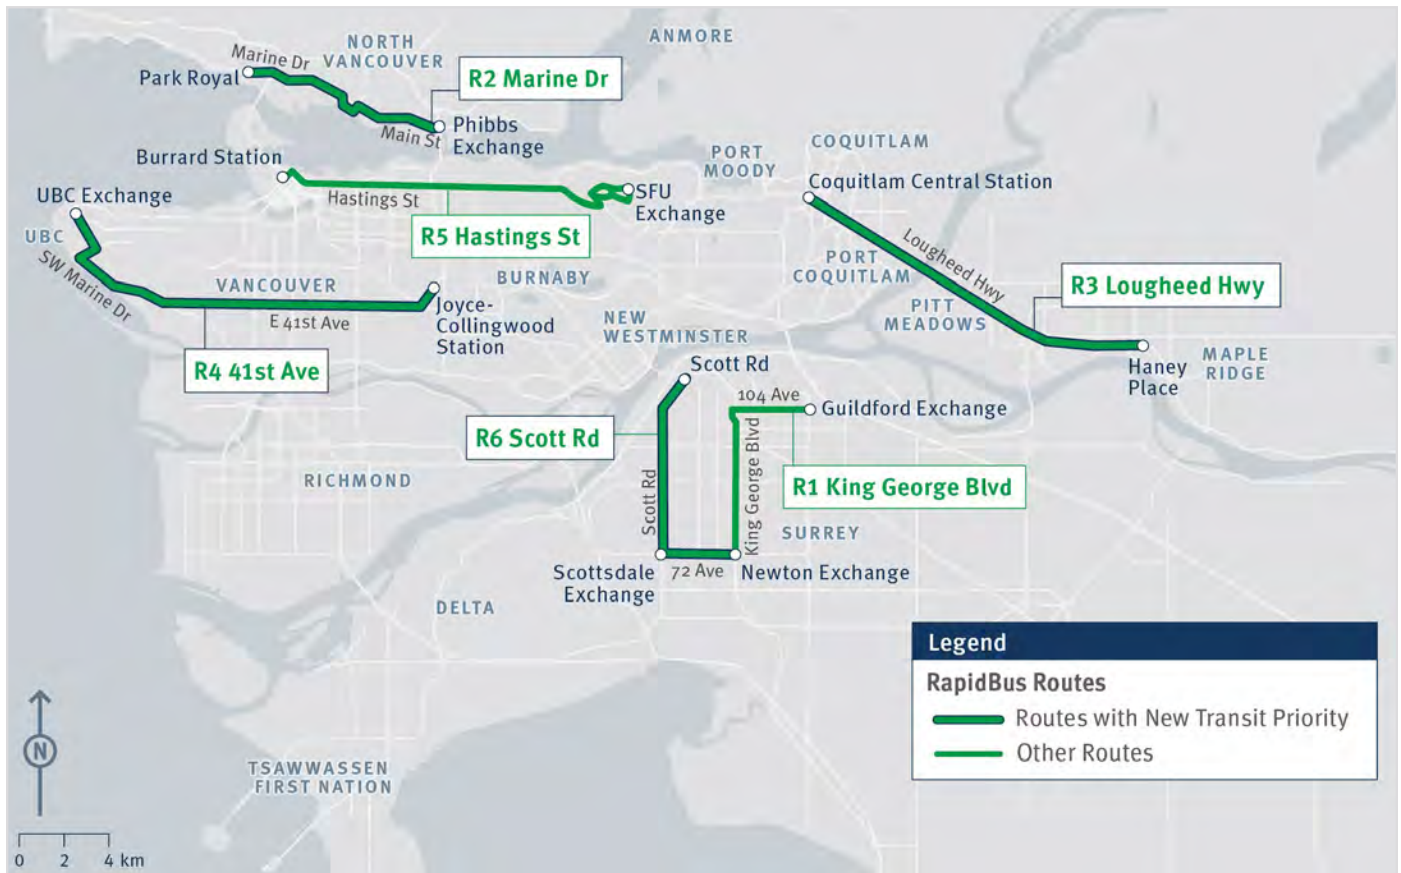 NORTH
VANCOUVER
ANMORE
Marine Dr
Park Royal
R2 Marine Dr
Main St
Phibbs
Exchange
Burrard Station
PORT
MOODY
COQUITLAM
Coquitlam Central Station
UBC Exchange
Hastings St
SFU
Exchange
UBC
R5 Hastings St
SW Marine Dr
VANCOUVER
BURNABY
PORT
COQUITLAM
Lougheed Hwy
R3 Lougheed Hwy
E 41st Ave
Joyce-
Collingwood
Station
NEW
WESTMINSTER
PITT
MEADOWS
R4 41st Ave
Scott Rd
Haney
Place
MAPLE
RIDGE
104 Ave
Guildford Exchange
R6 Scott Rd
King George Blvd
RICHMOND
Scott Rd
R1 King George Blvd
SURREY
Scottsdale
Exchange
72 Ave
Newton Exchange
DELTA
Legend
RapidBus Routes
Routes with New Transit Priority
Other Routes
N
TSAWWASSEN
FIRST NATION
0 2 4 km